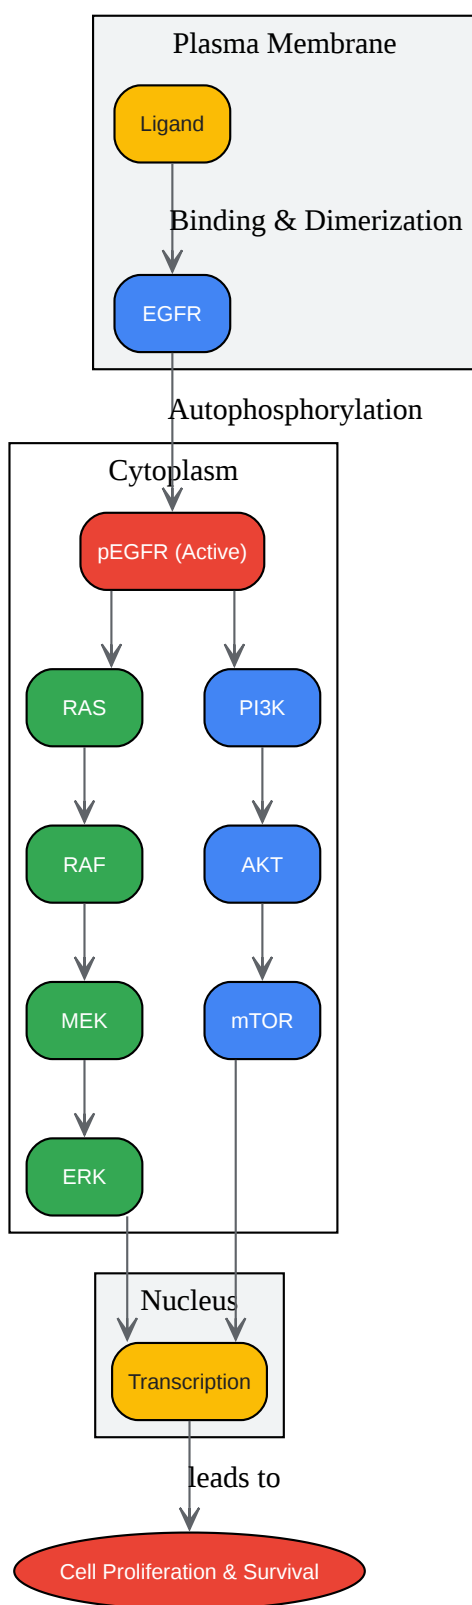 Plasma Membrane
Ligand
Binding & Dimerization
EGFR
Autophosphorylation
Cytoplasm
pEGFR (Active)
RAS
PI3K
RAF
AKT
MEK
mTOR
ERK
Nucleus
Transcription
leads to
Cell Proliferation & Survival